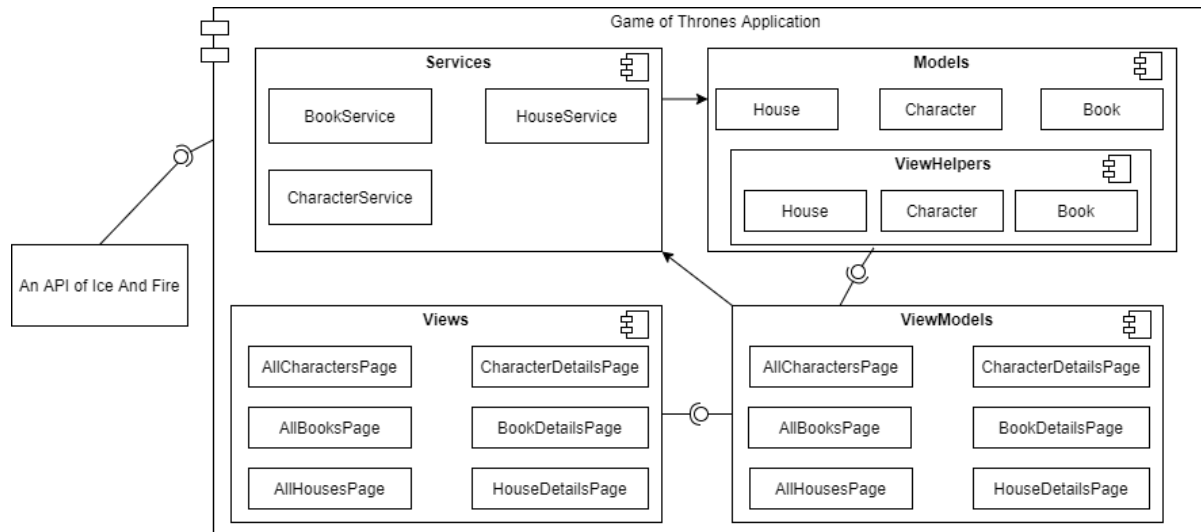 Game of Thrones Application
Services
BookService
HouseService
CharacterService
Models
House
Character
Book
ViewHelpers
House
Character
Book
An API of Ice And Fire
Views
AllCharactersPage
CharacterDetailsPage
AllBooksPage
BookDetailsPage
AllHousesPage
HouseDetailsPage
ViewModels
AllCharactersPage
CharacterDetailsPage
AllBooksPage
BookDetailsPage
AllHousesPage
HouseDetailsPage